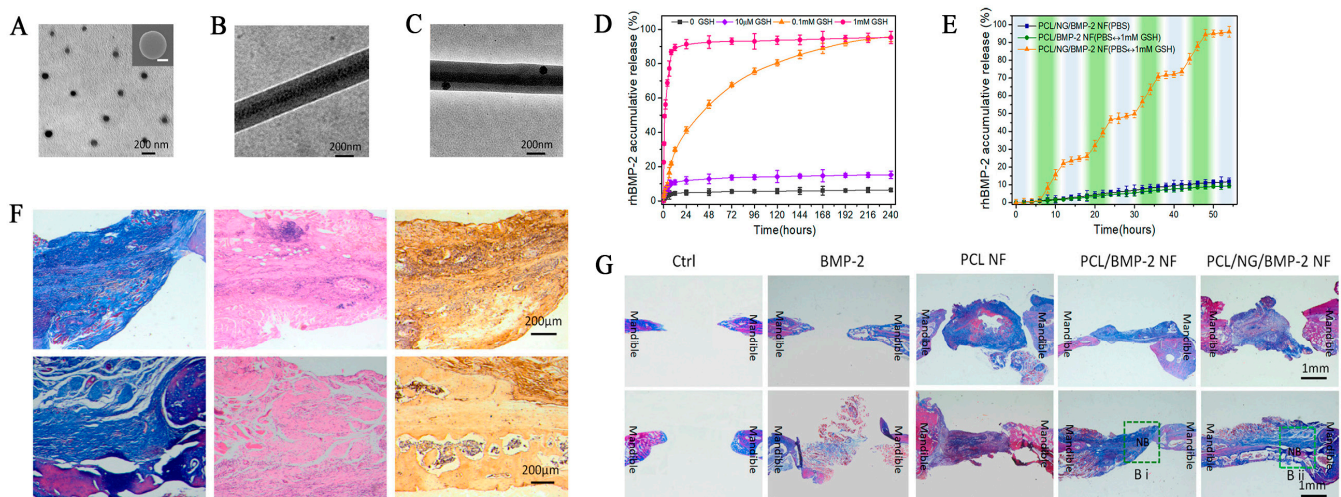 A
200 nm
B
200nm
C
200nm
D
0 GSH 10μM GSH 0.1mM GSH 1mM GSH
rhBMP-2 accumulative release (%)
100
90
80
70
60
50
40
30
20
10
0
0 24 48 72 96 120 144 168 192 216 240
Time(hours)
E
PCL/NG/BMP-2 NF(PBS)
PCL/BMP-2 NF(PBS↔1mM GSH)
PCL/NG/BMP-2 NF(PBS↔1mM GSH)
rhBMP-2 accumulative release (%)
100
90
80
70
60
50
40
30
20
10
0
0 10 20 30 40 50
Time(hours)
F
200μm
200μm
G
Ctrl BMP-2 PCL NF PCL/BMP-2 NF PCL/NG/BMP-2 NF
Mandible Mandible Mandible Mandible Mandible Mandible Mandible Mandible Mandible Mandible
1mm
Mandible Mandible Mandible Mandible Mandible Mandible Mandible Mandible Mandible Mandible
NB NB
B i B ii
1mm